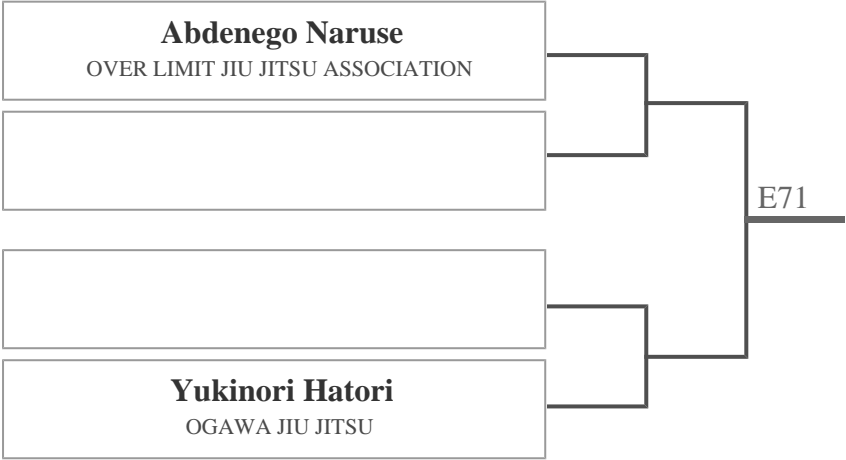 Abdenego Naruse
OVER LIMIT JIU JITSU ASSOCIATION
E71
Yukinori Hatori
OGAWA JIU JITSU